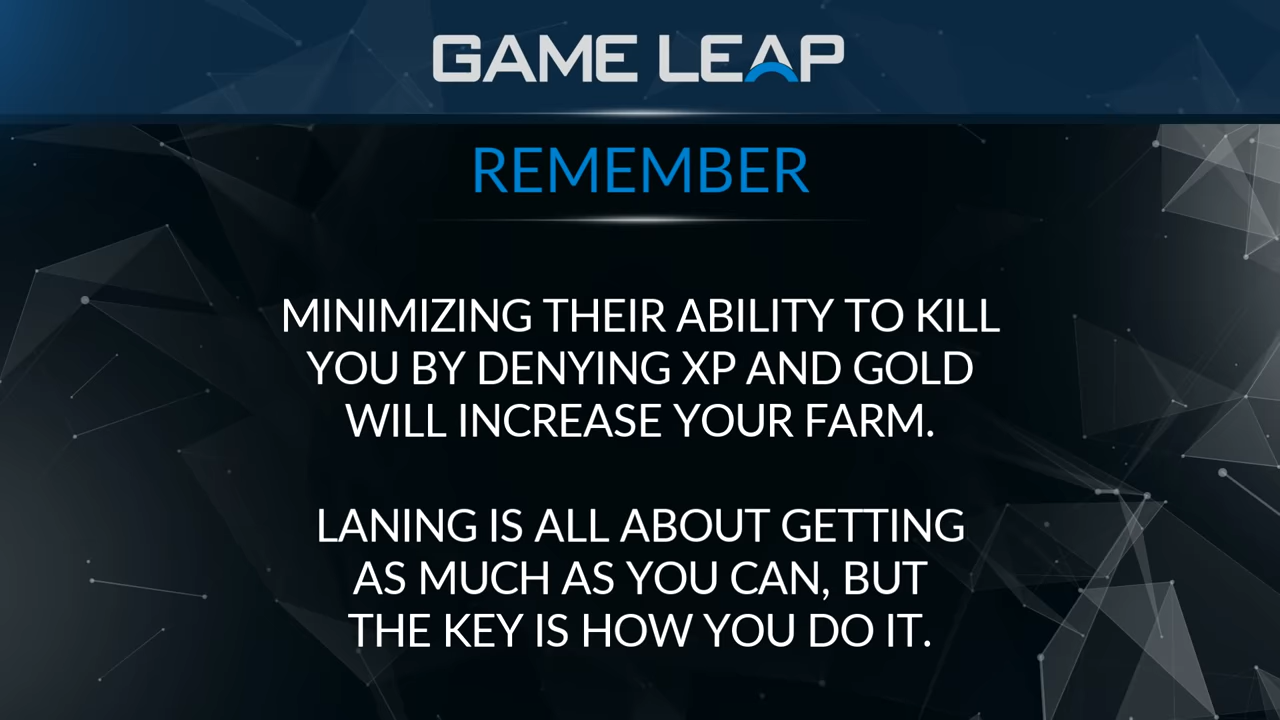 GAME LEAP
REMEMBER
MINIMIZING THEIR ABILITY TO KILL
YOU BY DENYING XP AND GOLD
WILL INCREASE YOUR FARM.
LANING IS ALL ABOUT GETTING
AS MUCH AS YOU CAN, BUT
THE KEY IS HOW YOU DO IT.